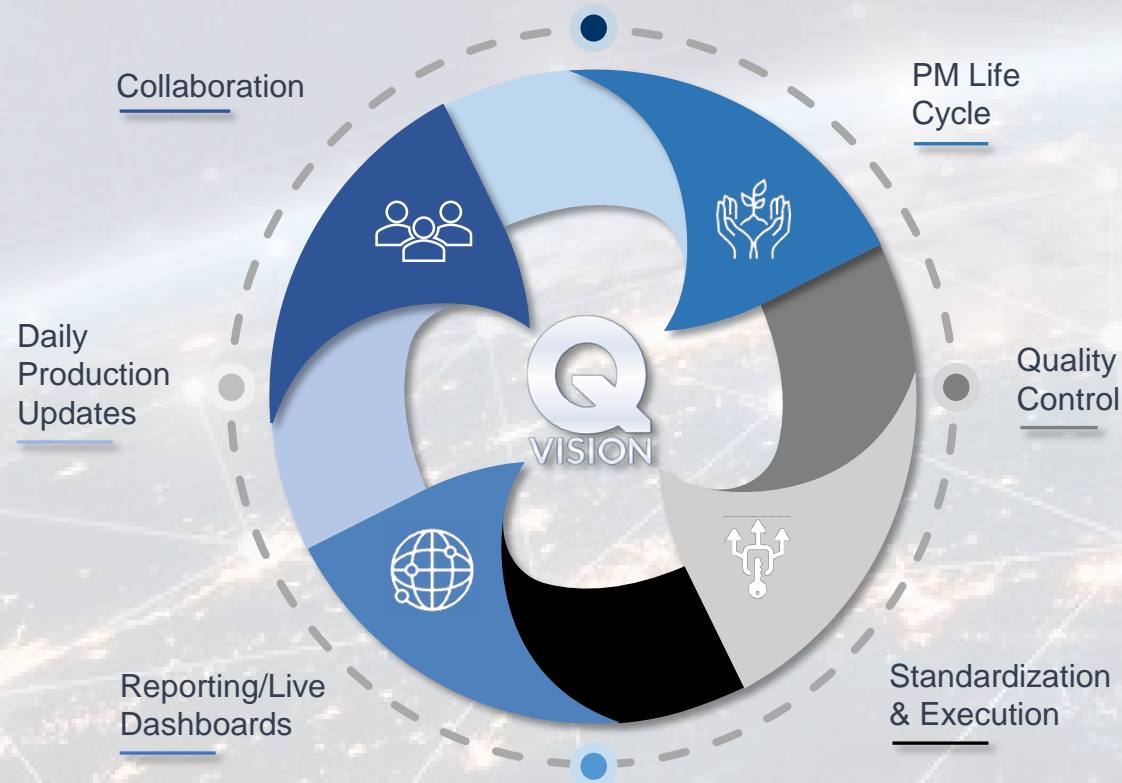 Collaboration
PM Life
Cycle
Daily
Production
Updates
Q
VISION
Quality
Control
Reporting/Live
Dashboards
Standardization
& Execution